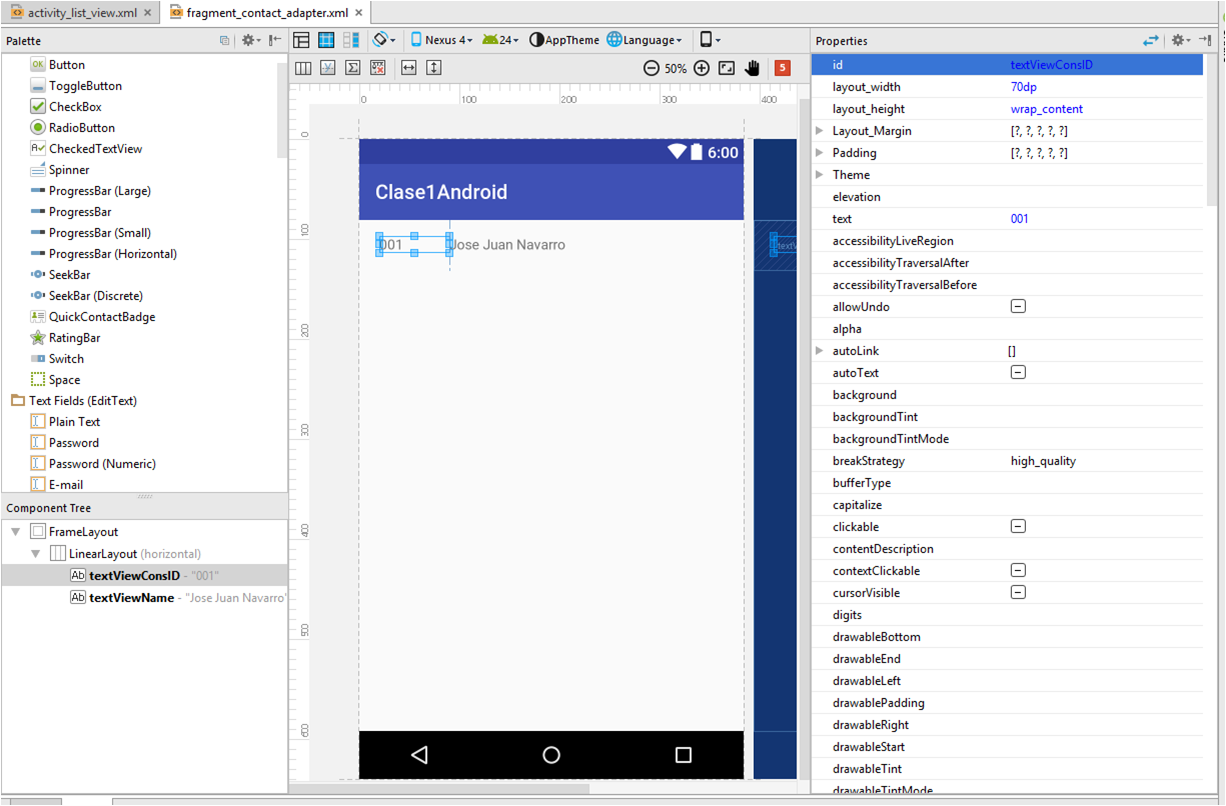 activity_list_view.xml
fragment_contact_adapter.xml
Palette
Nexus 4
24
AppTheme
Language
Properties
50%
5
Button
ToggleButton
CheckBox
RadioButton
CheckedTextView
Spinner
ProgressBar (Large)
ProgressBar
ProgressBar (Small)
ProgressBar (Horizontal)
SeekBar
SeekBar (Discrete)
QuickContactBadge
RatingBar
Switch
Space
Text Fields (EditText)
Plain Text
Password
Password (Numeric)
E-mail
Component Tree
FrameLayout
LinearLayout (horizontal)
Ab textViewConsID - "001"
Ab textViewName - "Jose Juan Navarro"
0 100 200 300 400
0
100
200
300
400
500
600
6:00
Clase1Android
001
Jose Juan Navarro
id textViewConsID
layout_width 70dp
layout_height wrap_content
Layout_Margin [?, ?, ?, ?, ?]
Padding [?, ?, ?, ?, ?]
Theme
elevation
text 001
accessibilityLiveRegion
accessibilityTraversalAfter
accessibilityTraversalBefore
allowUndo
alpha
autoLink []
autoText
background
backgroundTint
backgroundTintMode
breakStrategy high_quality
bufferType
capitalize
clickable
contentDescription
contextClickable
cursorVisible
digits
drawableBottom
drawableEnd
drawableLeft
drawablePadding
drawableRight
drawableStart
drawableTint
drawableTintMode